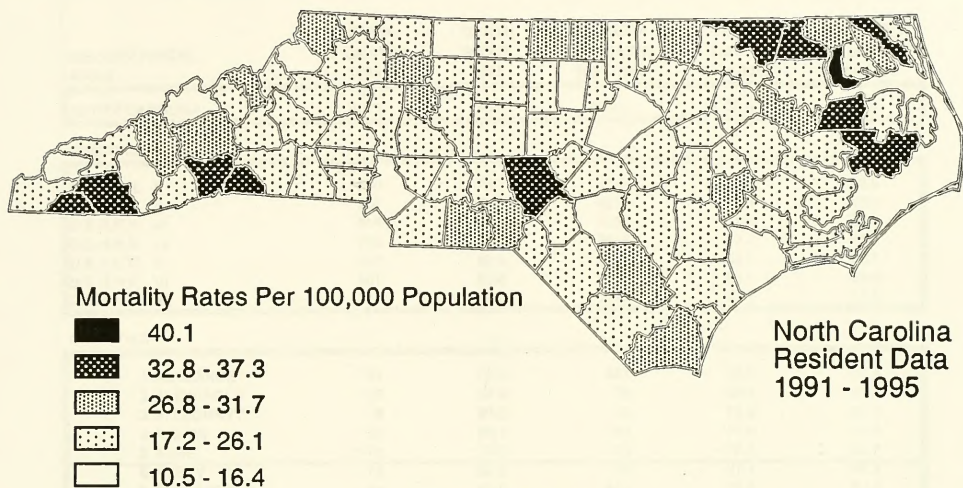 Mortality Rates Per 100,000 Population
40.1
32.8 - 37.3
26.8 - 31.7
17.2 - 26.1
10.5 - 16.4
North Carolina
Resident Data
1991 - 1995